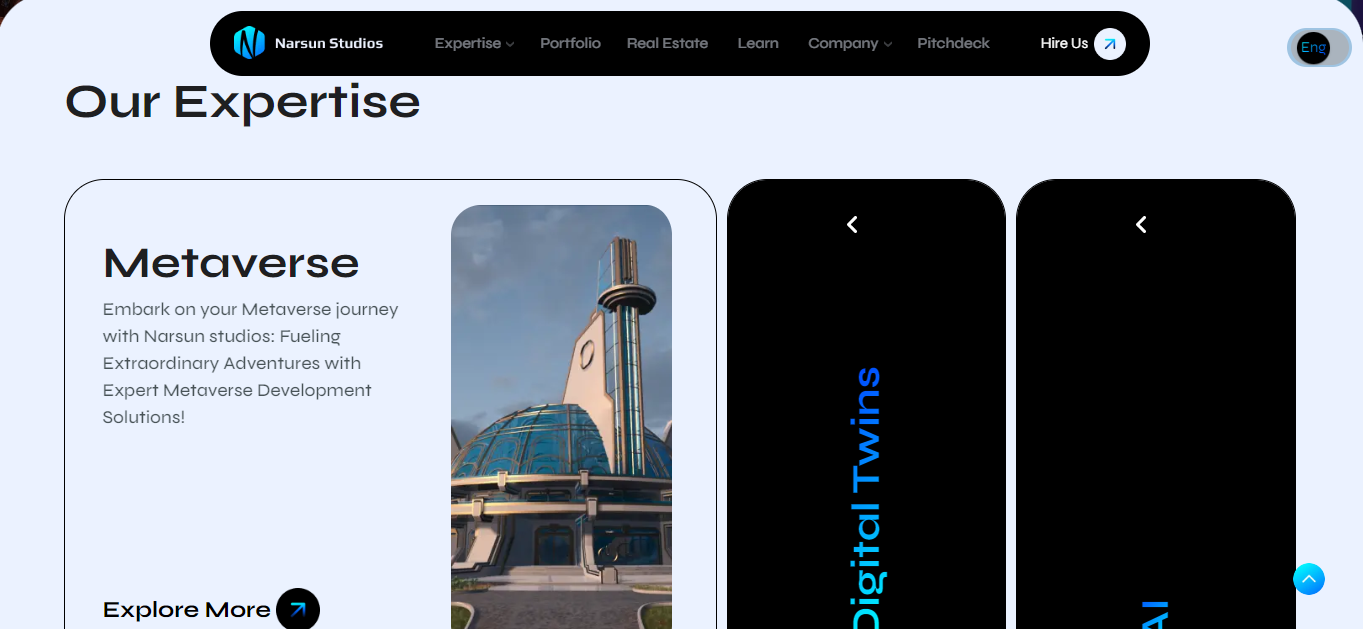 Narsun Studios
Expertise
Portfolio
Real Estate
Learn
Company
Pitchdeck
Hire Us
Eng
Our Expertise
Metaverse
Embark on your Metaverse journey
with Narsun studios: Fueling
Extraordinary Adventures with
Expert Metaverse Development
Solutions!
Explore More
Digital Twins
AI